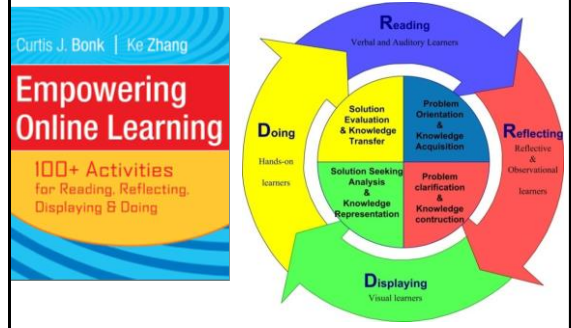 Curtis J. Bonk | Ke Zhang
Empowering
Online Learning
100+ Activities
for Reading, Reflecting,
Displaying & Doing
Reading
Verbal and Auditory Learners
Reflecting
Reflective
&
Observational
learners
Displaying
Visual learners
Doing
Hands-on
learners
Solution
Evaluation
& Knowledge
Transfer
Problem
Orientation
&
Knowledge
Acquisition
Solution Seeking
Analysis
&
Knowledge
Representation
Problem
clarification
&
Knowledge
contruction